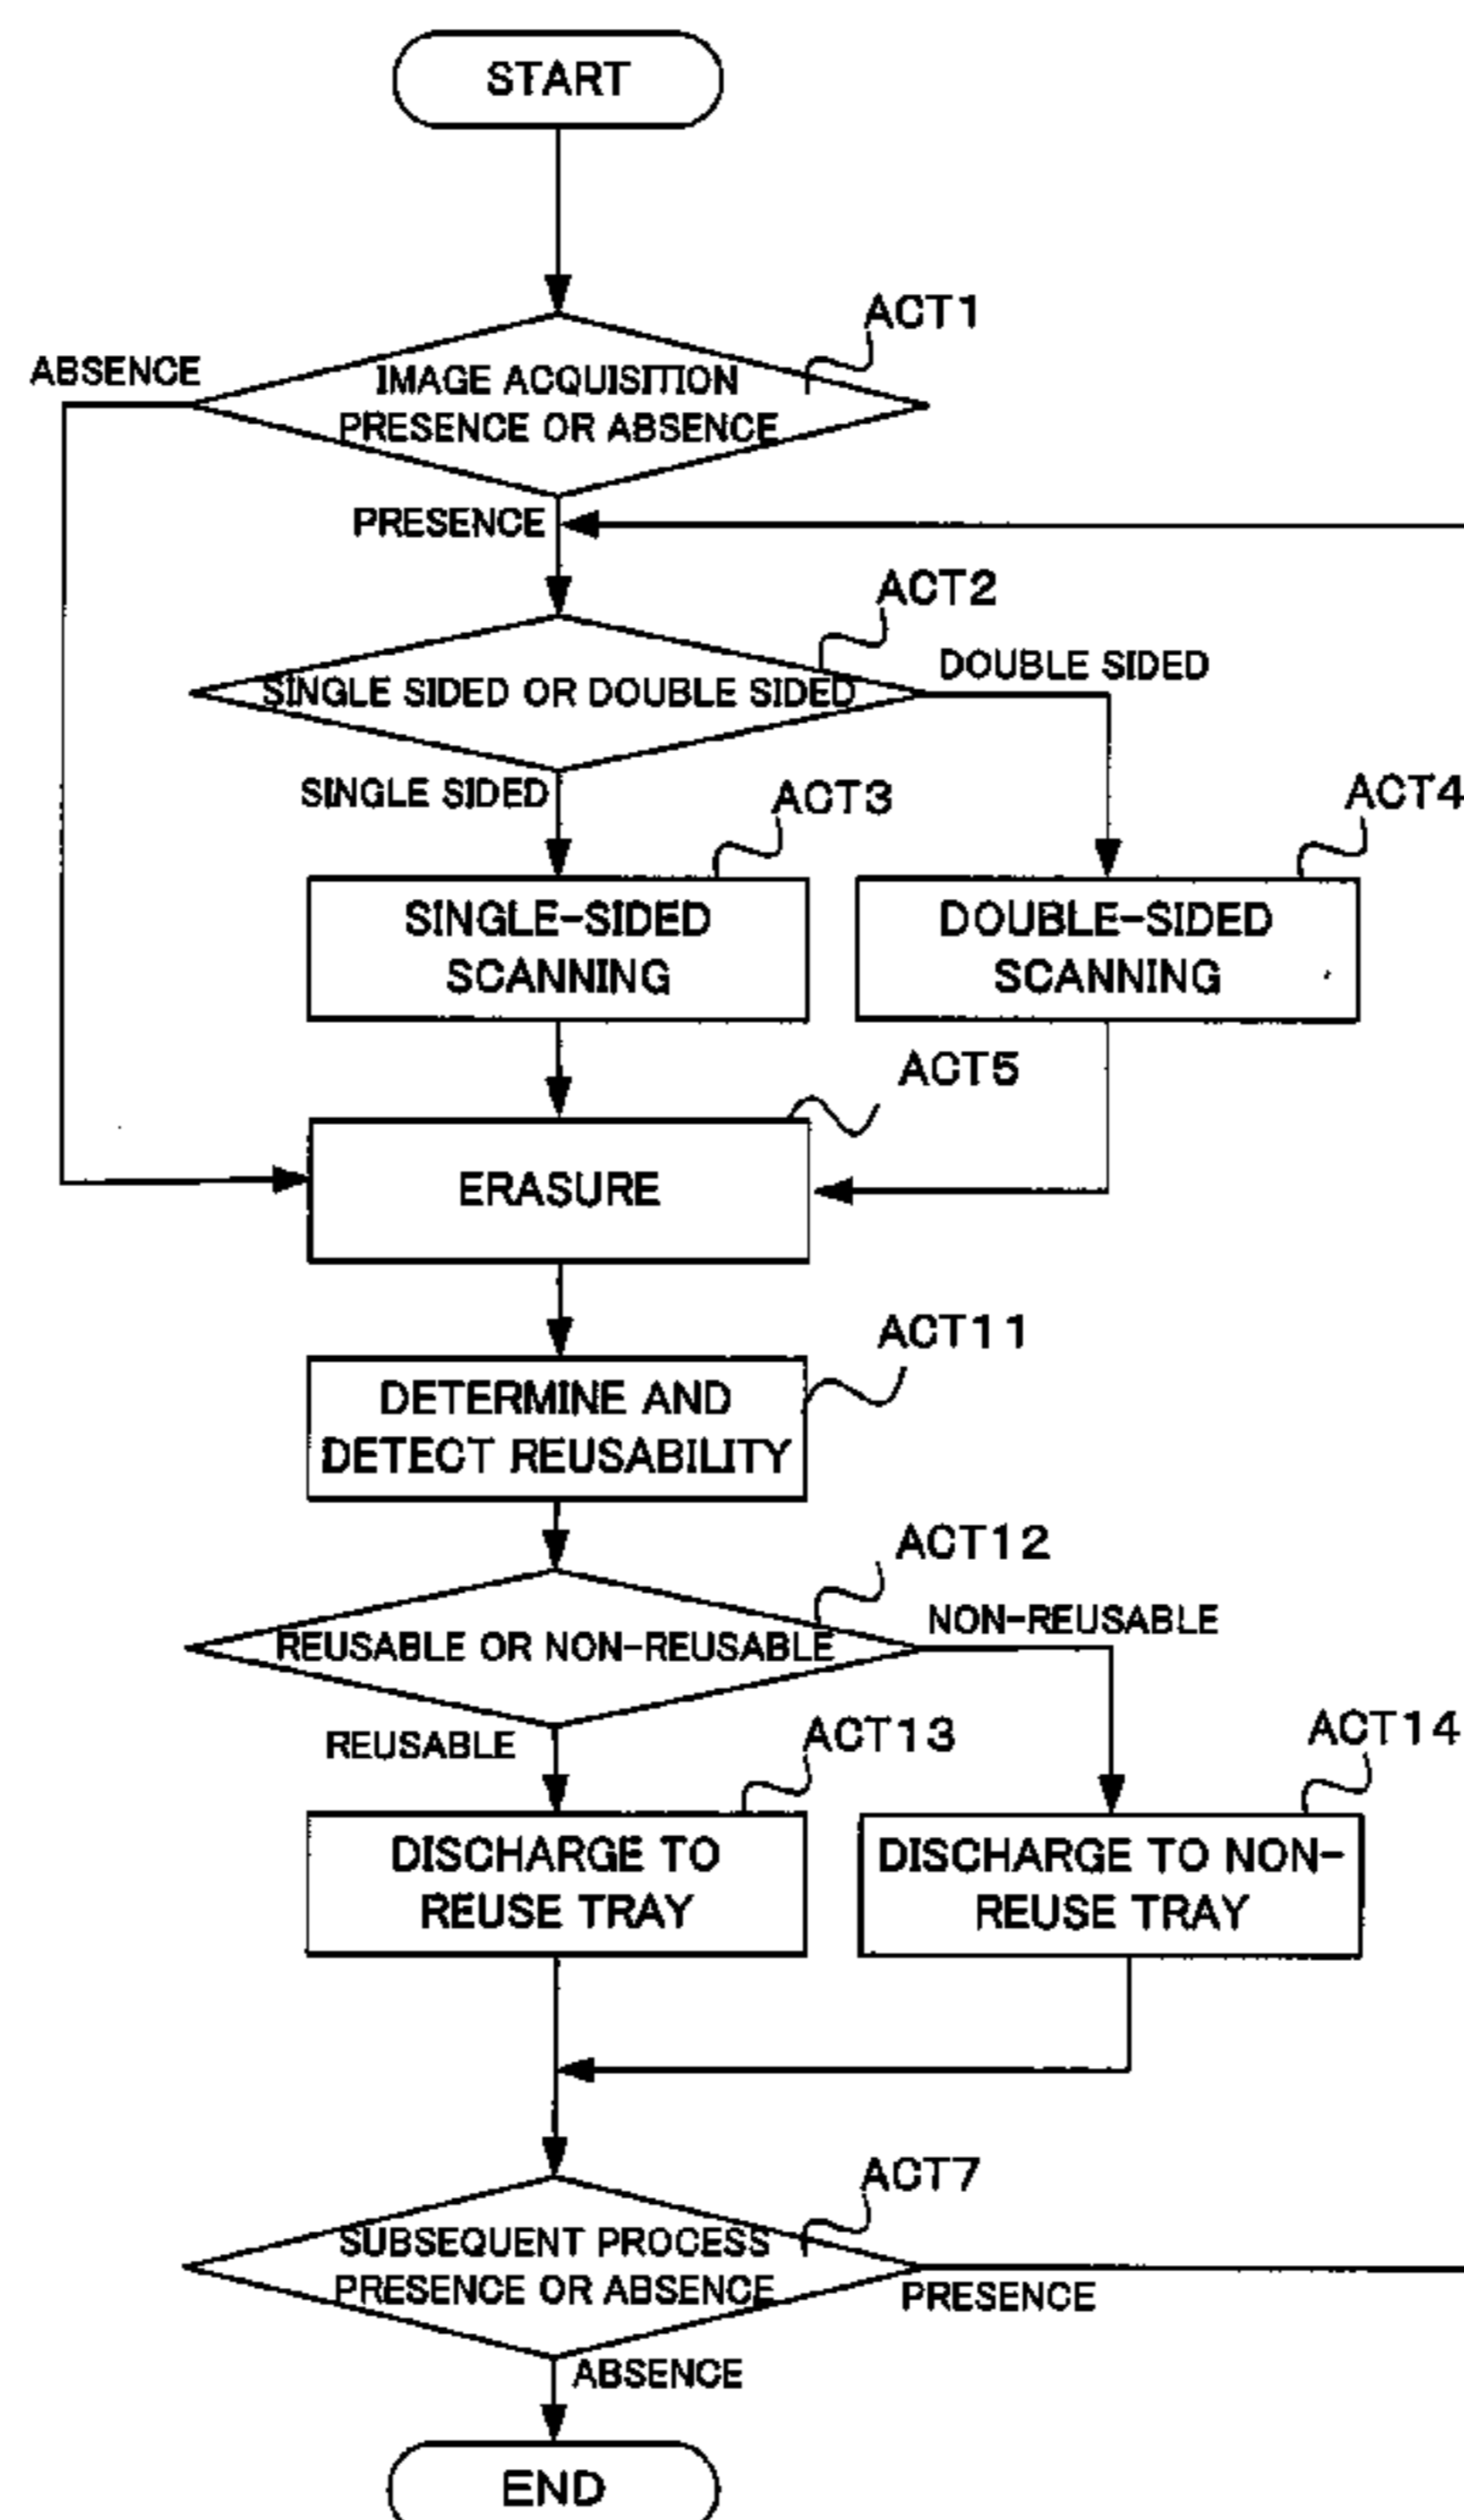 START
ACT1
ABSENCE
IMAGE ACQUISITION
PRESENCE OR ABSENCE
PRESENCE
ACT2
DOUBLE SIDED
SINGLE SIDED OR DOUBLE SIDED
SINGLE SIDED
ACT3
ACT4
SINGLE-SIDED
SCANNING
DOUBLE-SIDED
SCANNING
ACT5
ERASURE
ACT11
DETERMINE AND
DETECT REUSABILITY
ACT12
NON-REUSABLE
REUSABLE OR NON-REUSABLE
REUSABLE
ACT13
ACT14
DISCHARGE TO
REUSE TRAY
DISCHARGE TO NON-
REUSE TRAY
ACT7
SUBSEQUENT PROCESS
PRESENCE OR ABSENCE
PRESENCE
ABSENCE
END